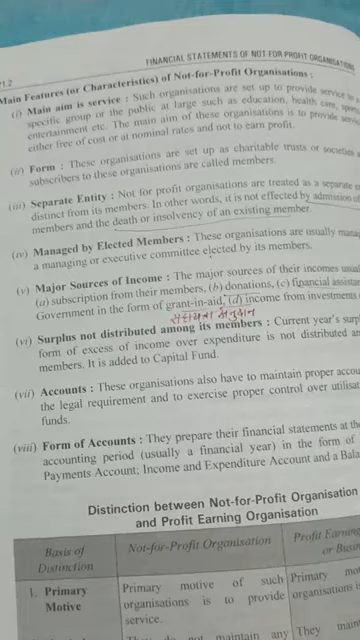 11.2
FINANCIAL STATEMENTS OF NOT-FOR-PROFIT ORGANISATIONS
Main Features (or Characteristics) of Not-for-Profit Organisations :
(i) Main aim is service : Such organisations are set up to provide service to a
specific group or the public at large such as education, health care,
entertainment etc. The main aim of these organisations is to provide
either free of cost or at nominal rates and not to earn profit.
(ii) Form : These organisations are set up as charitable trusts or societies
subscribers to these organisations are called members.
(iii) Separate Entity : Not for profit organisations are treated as a separate
distinct from its members. In other words, it is not effected by admission of
members and the death or insolvency of an existing member.
(iv) Managed by Elected Members : These organisations are usually
a managing or executive committee elected by its members.
(v) Major Sources of Income : The major sources of their incomes
(a) subscription from their members, (b) donations, (c) financial
Government in the form of grant-in-aid, (d) income from investments
अनुदान
(vi) Surplus not distributed among its members : Current year's
form of excess of income over expenditure is not distributed
members. It is added to Capital Fund.
(vii) Accounts : These organisations also have to maintain proper
the legal requirement and to exercise proper control over
funds.
(viii) Form of Accounts : They prepare their financial statements at the
accounting period (usually a financial year) in the form of
Payments Account; Income and Expenditure Account and a
Distinction between Not-for-Profit Organisation
and Profit Earning Organisation
Basis of Distinction
Not-for-Profit Organisation
Profit Earning
or
1. Primary Motive
Primary motive of such
organisations is to provide
service.
Primary
organisations
maintain any
They